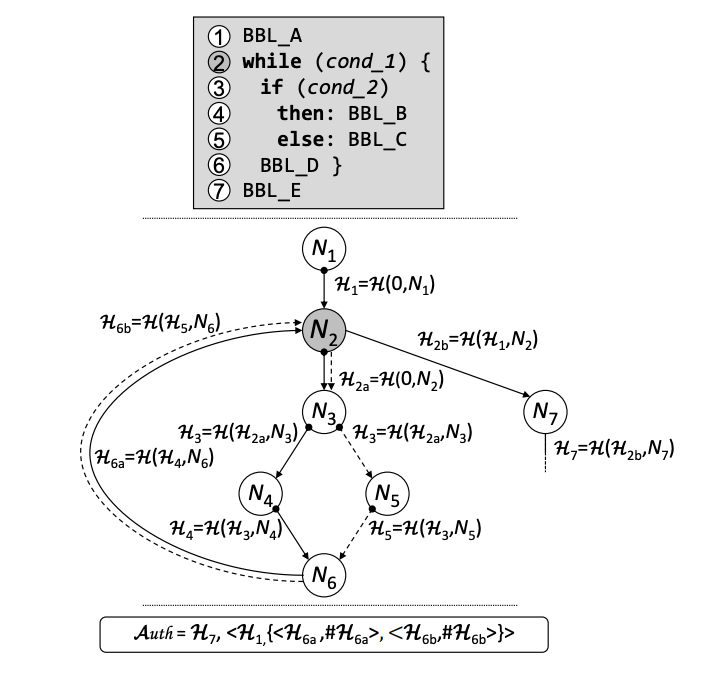 ① BBL_A
② while (cond_1) {
③ if (cond_2)
④ then: BBL_B
⑤ else: BBL_C
⑥ BBL_D }
⑦ BBL_E
N₁
ℋ₁=ℋ(0,N₁)
ℋ₆b=ℋ(ℋ₅,N₆)
N₂
ℋ₂b=ℋ(ℋ₁,N₂)
ℋ₂a=ℋ(0,N₂)
N₃
N₇
ℋ₃=ℋ(ℋ₂a,N₃)
ℋ₃=ℋ(ℋ₂a,N₃)
ℋ₇=ℋ(ℋ₂b,N₇)
ℋ₆a=ℋ(ℋ₄,N₆)
N₄
N₅
ℋ₄=ℋ(ℋ₃,N₄)
ℋ₅=ℋ(ℋ₃,N₅)
N₆
𝒜uth = ℋ₇, <ℋ₁,{<ℋ₆a,#ℋ₆a>, <ℋ₆b,#ℋ₆b>}>